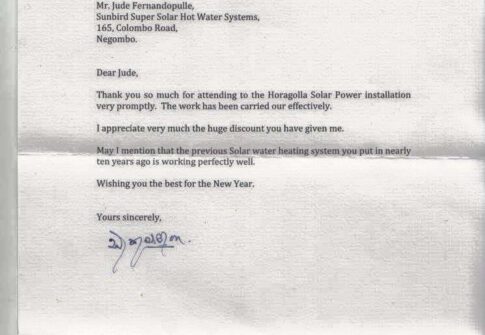 Mr. Jude Fernandopulle,
Sunbird Super Solar Hot Water Systems,
165, Colombo Road,
Negombo.
Dear Jude,
Thank you so much for attending to the Horagolla Solar Power installation
very promptly. The work has been carried our effectively.
I appreciate very much the huge discount you have given me.
May I mention that the previous Solar water heating system you put in nearly
ten years ago is working perfectly well.
Wishing you the best for the New Year.
Yours sincerely,